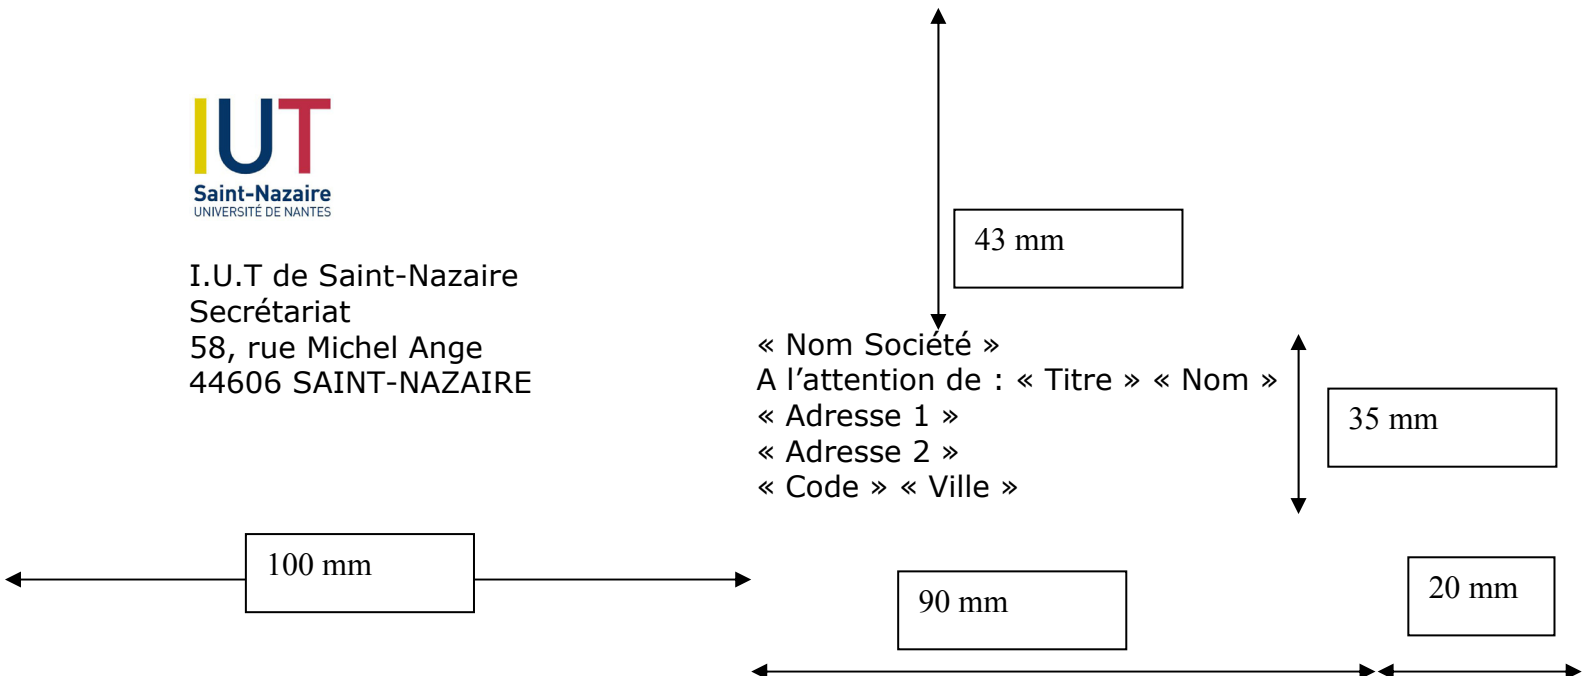 IUT
Saint-Nazaire
UNIVERSITÉ DE NANTES
43 mm
I.U.T de Saint-Nazaire
Secrétariat
58, rue Michel Ange
44606 SAINT-NAZAIRE
« Nom Société »
A l’attention de : « Titre » « Nom »
« Adresse 1 »
« Adresse 2 »
« Code » « Ville »
35 mm
100 mm
90 mm
20 mm